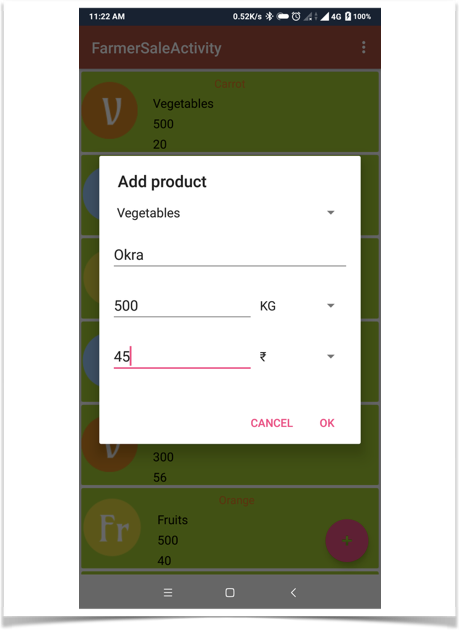 11:22 AM 0.52K/s 4G 100%
FarmerSaleActivity
Carrot
V
Vegetables
500
20
Add product
Vegetables
Okra
500 KG
45 ₹
CANCEL OK
V
300
56
Orange
Fr
Fruits
500
40
+